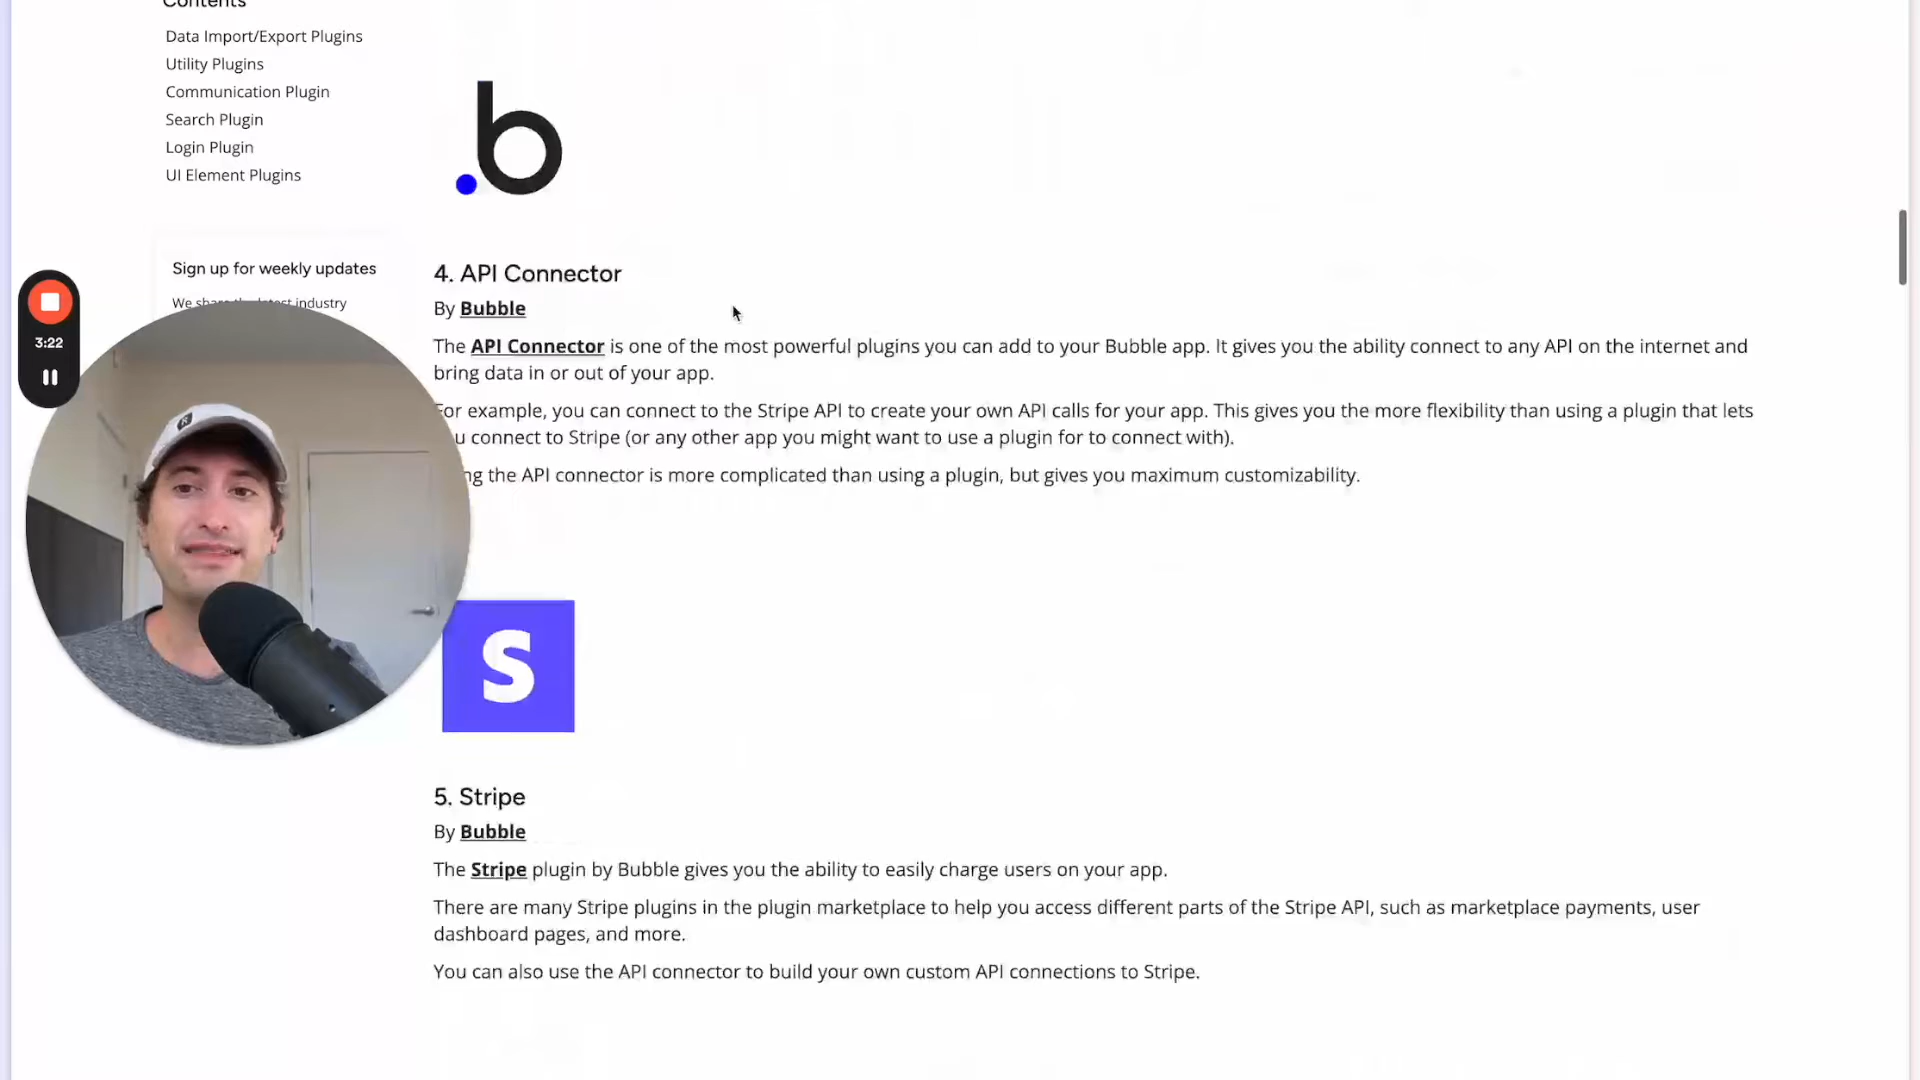 Contents
Data Import/Export Plugins
Utility Plugins
Communication Plugin
Search Plugin
Login Plugin
UI Element Plugins
Sign up for weekly updates
We share the latest industry
3:22
.b
4. API Connector
By Bubble
The API Connector is one of the most powerful plugins you can add to your Bubble app. It gives you the ability connect to any API on the internet and
bring data in or out of your app.
For example, you can connect to the Stripe API to create your own API calls for your app. This gives you the more flexibility than using a plugin that lets
u connect to Stripe (or any other app you might want to use a plugin for to connect with).
ng the API connector is more complicated than using a plugin, but gives you maximum customizability.
S
5. Stripe
By Bubble
The Stripe plugin by Bubble gives you the ability to easily charge users on your app.
There are many Stripe plugins in the plugin marketplace to help you access different parts of the Stripe API, such as marketplace payments, user
dashboard pages, and more.
You can also use the API connector to build your own custom API connections to Stripe.